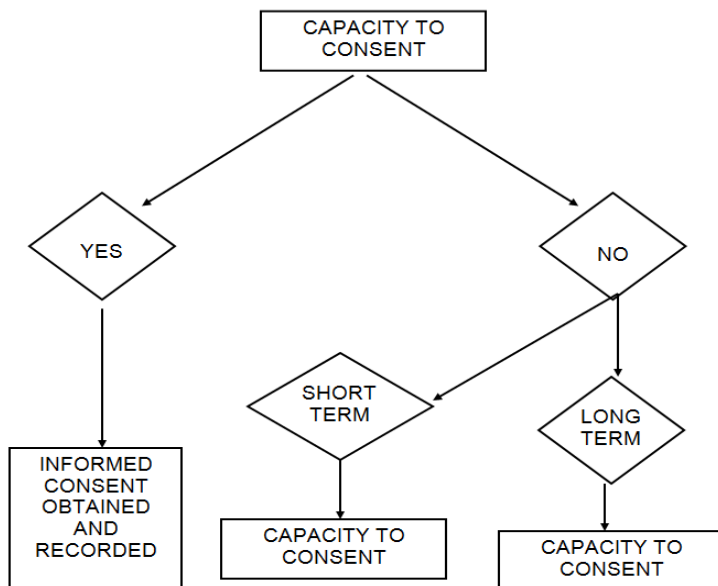 CAPACITY TO
CONSENT
YES
NO
SHORT
TERM
LONG
TERM
INFORMED
CONSENT
OBTAINED
AND
RECORDED
CAPACITY TO
CONSENT
CAPACITY TO
CONSENT